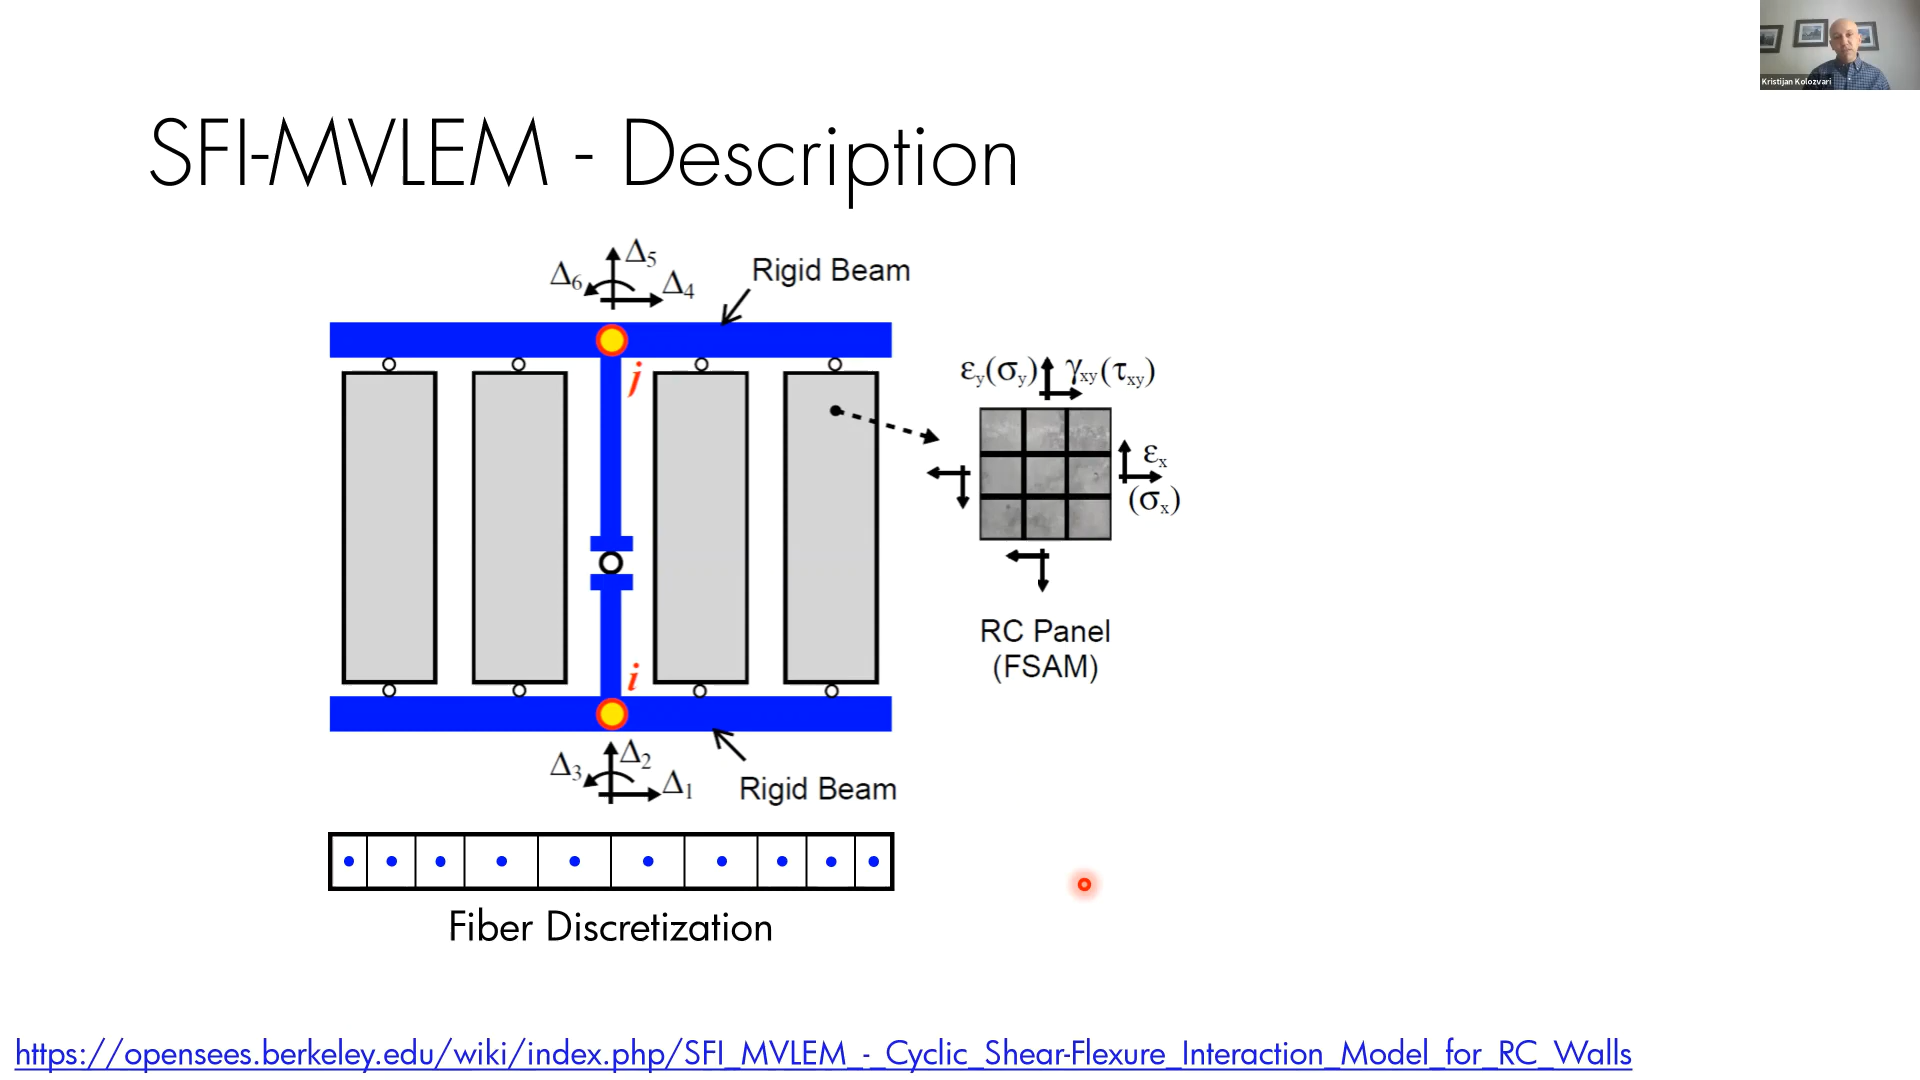 Kristijan Kolozvari
SFI-MVLEM - Description
Δ5
Δ6
Δ4
Rigid Beam
j
εy(σy)
γxy(τxy)
εx
(σx)
RC Panel
(FSAM)
i
Δ3
Δ2
Δ1
Rigid Beam
Fiber Discretization
https://opensees.berkeley.edu/wiki/index.php/SFI_MVLEM_-_Cyclic_Shear-Flexure_Interaction_Model_for_RC_Walls